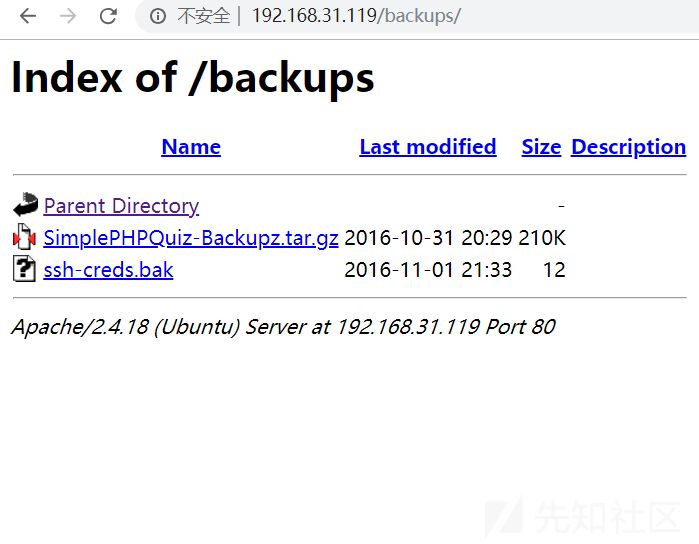 不安全 | 192.168.31.119/backups/
Index of /backups
Name Last modified Size Description
Parent Directory -
SimplePHPQuiz-Backupz.tar.gz 2016-10-31 20:29 210K
ssh-creds.bak 2016-11-01 21:33 12
Apache/2.4.18 (Ubuntu) Server at 192.168.31.119 Port 80
先知社区